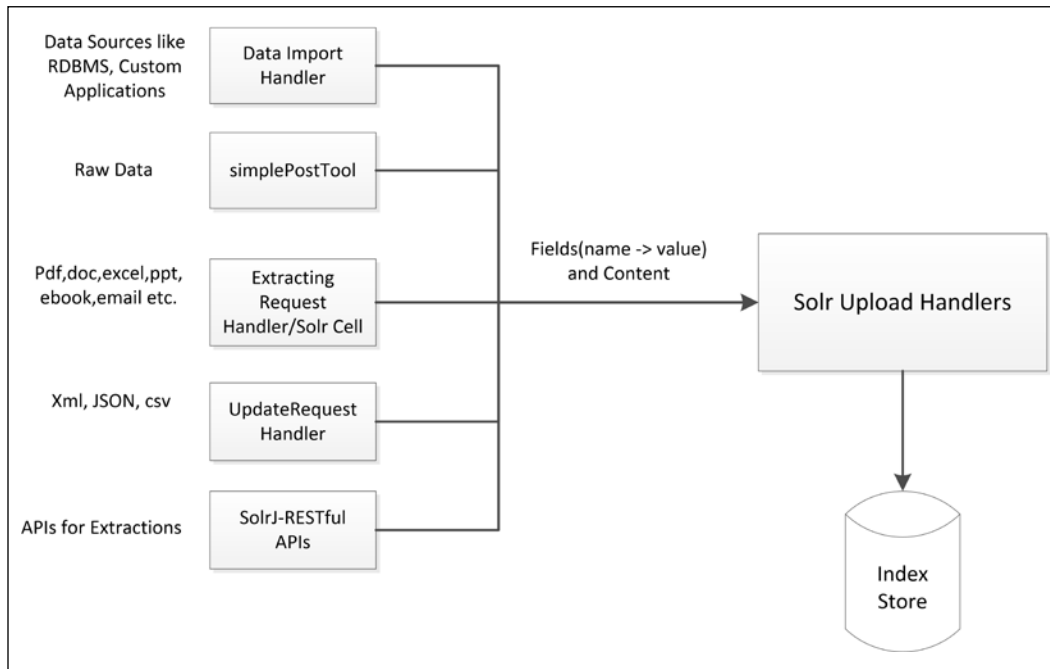 Data Sources like
RDBMS, Custom
Applications
Data Import
Handler
Raw Data
simplePostTool
Pdf,doc,excel,ppt,
ebook,email etc.
Extracting
Request
Handler/Solr Cell
Xml, JSON, csv
UpdateRequest
Handler
APIs for Extractions
SolrJ-RESTful
APIs
Fields(name -> value)
and Content
Solr Upload Handlers
Index
Store